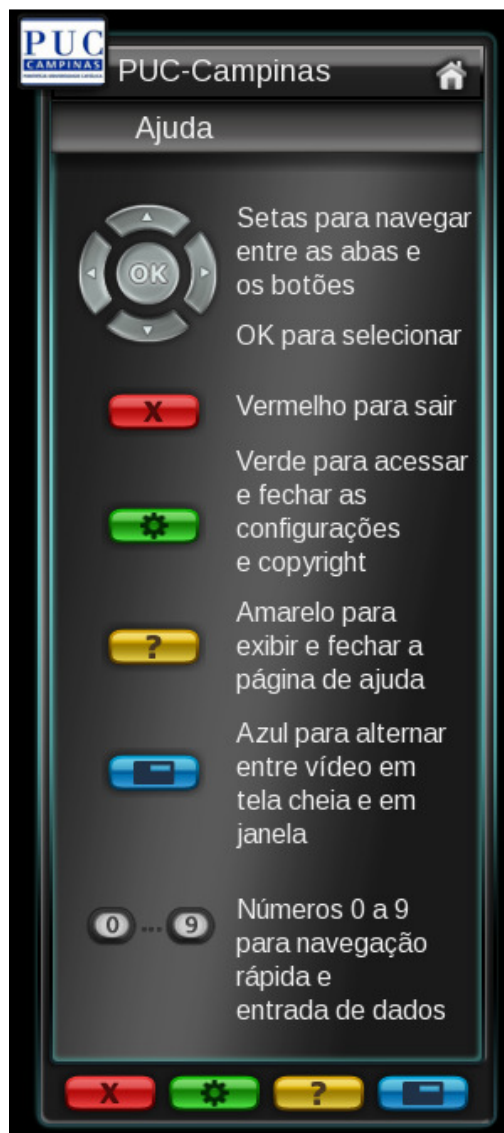 PUC
CAMPINAS
PUC-Campinas
Ajuda
OK
Setas para navegar
entre as abas e
os botões
OK para selecionar
X
Vermelho para sair
Verde para acessar
e fechar as
configurações
e copyright
?
Amarelo para
exibir e fechar a
página de ajuda
Azul para alternar
entre vídeo em
tela cheia e em
janela
0 ... 9
Números 0 a 9
para navegação
rápida e
entrada de dados
X ?